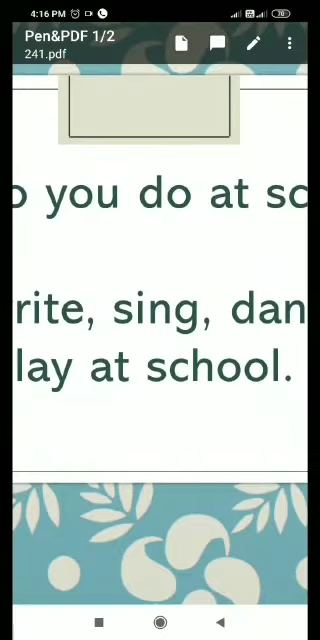 4:16 PM
70
Pen&PDF 1/2
241.pdf
o you do at sc
rite, sing, dan
lay at school.